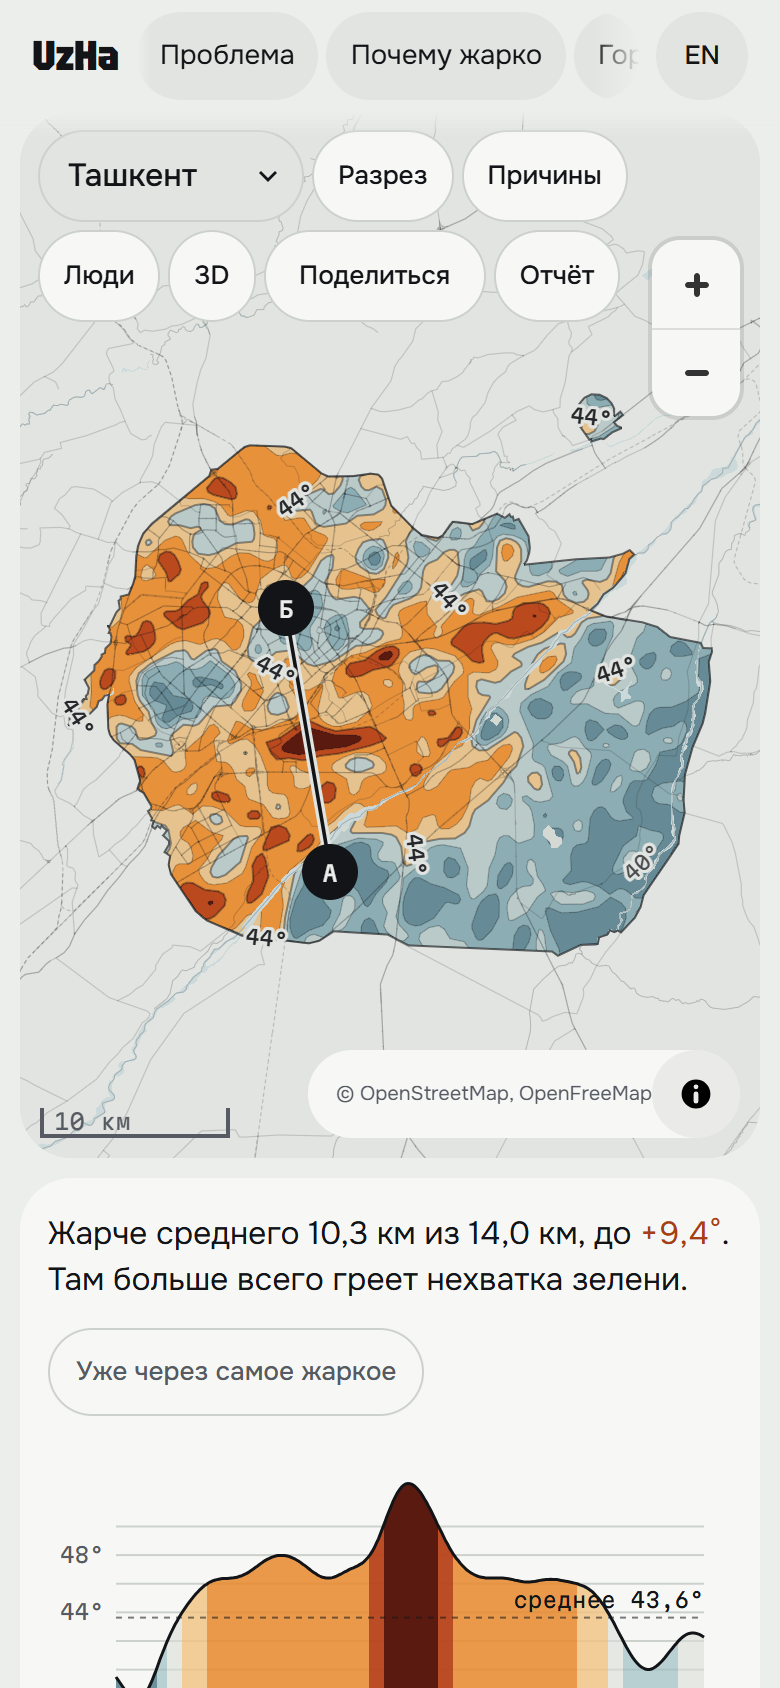 UzHa Проблема Почему жарко Гор EN
Ташкент Разрез Причины
Люди 3D Поделиться Отчёт
+
−
44°
44°
44°
Б
44°
44°
44°
44°
40°
А
44°
© OpenStreetMap, OpenFreeMap
10 км
Жарче среднего 10,3 км из 14,0 км, до +9,4°.
Там больше всего греет нехватка зелени.
Уже через самое жаркое
48°
среднее 43,6°
44°